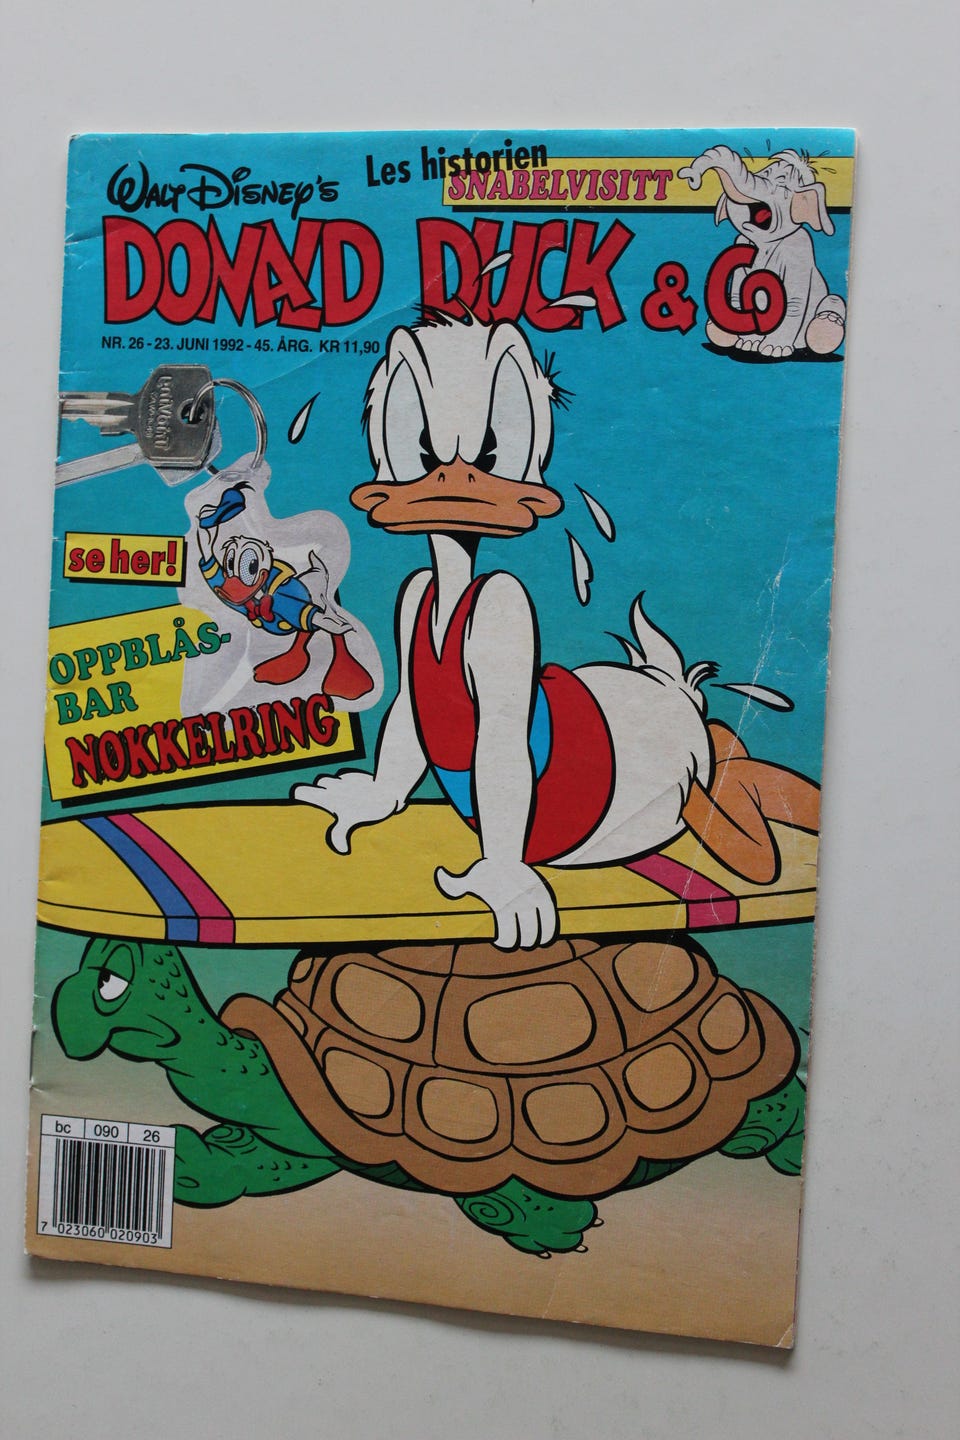 Les historien
SNABELVISITT
WALT DISNEY'S
DONALD DUCK & CO
NR. 26 - 23. JUNI 1992 - 45. ÅRG. KR 11,90
se her!
OPPBLÅS-
BAR
NØKKELRING
bc 090 26
7 023060 020903